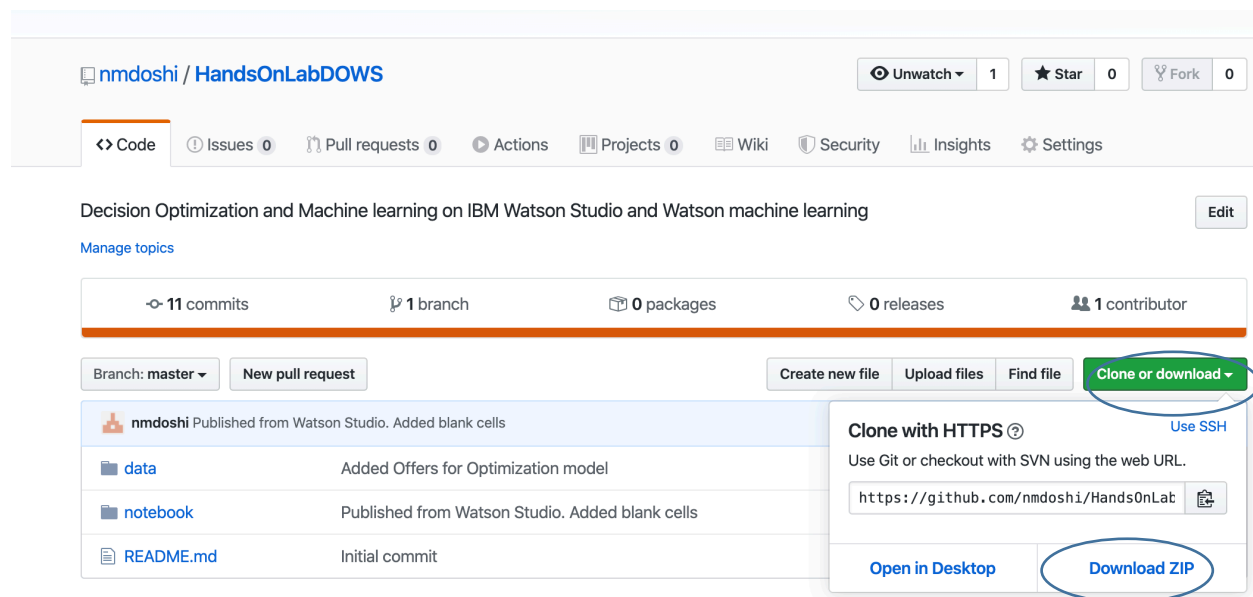 nmdoshi / HandsOnLabDOWS
Unwatch 1 Star 0 Fork 0
Code Issues 0 Pull requests 0 Actions Projects 0 Wiki Security Insights Settings
Decision Optimization and Machine learning on IBM Watson Studio and Watson machine learning
Edit
Manage topics
11 commits 1 branch 0 packages 0 releases 1 contributor
Branch: master New pull request Create new file Upload files Find file Clone or download
nmdoshi Published from Watson Studio. Added blank cells
data Added Offers for Optimization model
notebook Published from Watson Studio. Added blank cells
README.md Initial commit
Clone with HTTPS ? Use SSH
Use Git or checkout with SVN using the web URL.
https://github.com/nmdoshi/HandsOnLab
Open in Desktop Download ZIP